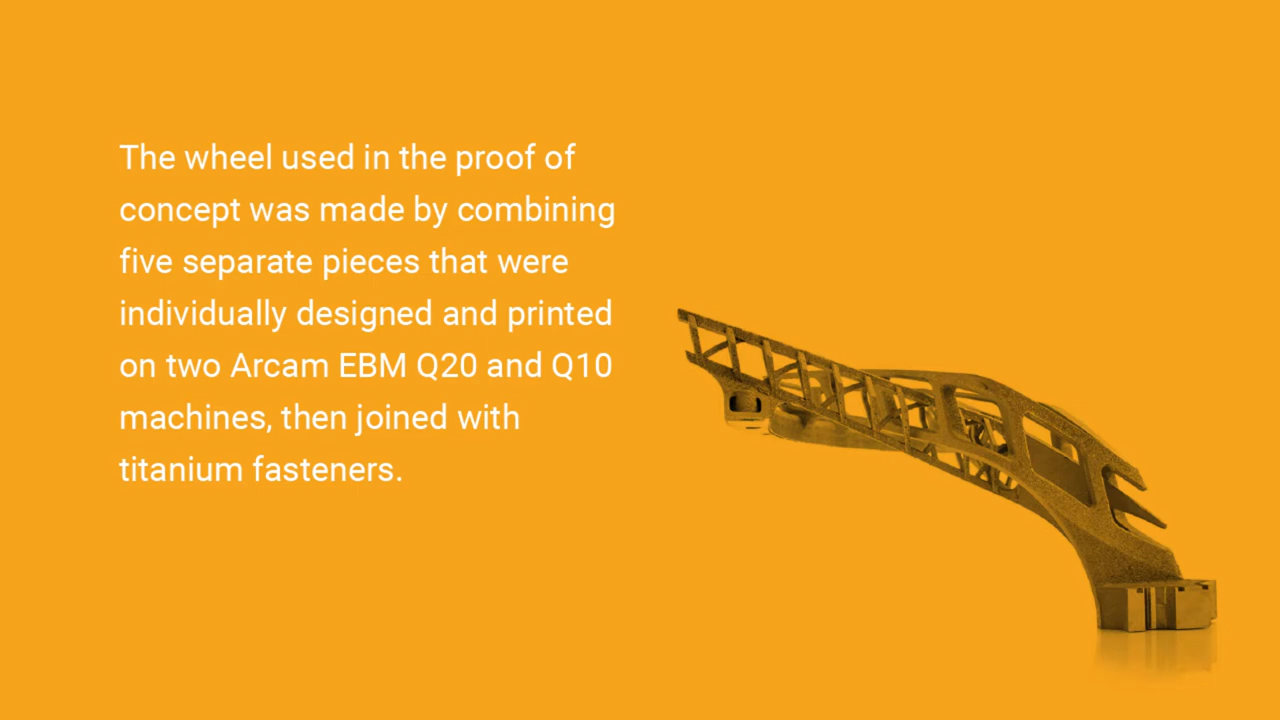 The wheel used in the proof of
concept was made by combining
five separate pieces that were
individually designed and printed
on two Arcam EBM Q20 and Q10
machines, then joined with
titanium fasteners.